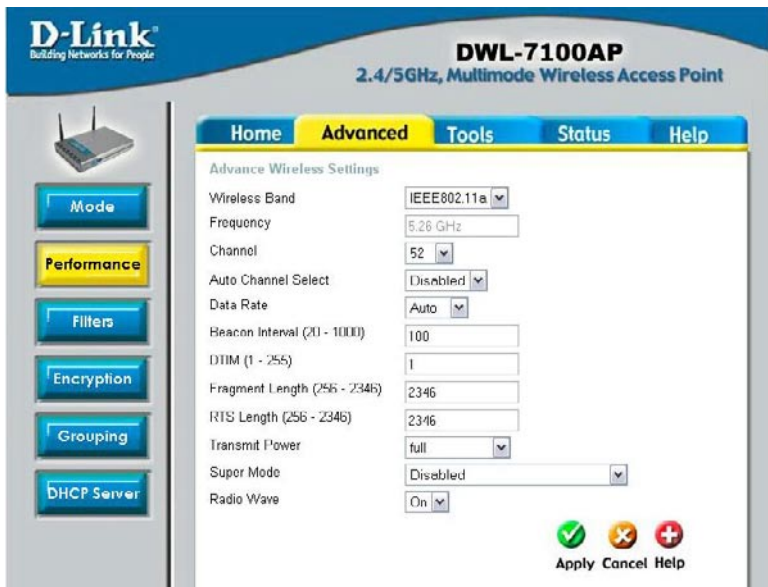 D-Link
Building Networks for People
DWL-7100AP
2.4/5GHz, Multimode Wireless Access Point
Home Advanced Tools Status Help
Mode
Performance
Filters
Encryption
Grouping
DHCP Server
Advance Wireless Settings
Wireless Band IEEE802.11a
Frequency 5.26 GHz
Channel 52
Auto Channel Select Disabled
Data Rate Auto
Beacon Interval (20 - 1000) 100
DTIM (1 - 255) 1
Fragment Length (256 - 2346) 2346
RTS Length (256 - 2346) 2346
Transmit Power full
Super Mode Disabled
Radio Wave On
Apply Cancel Help